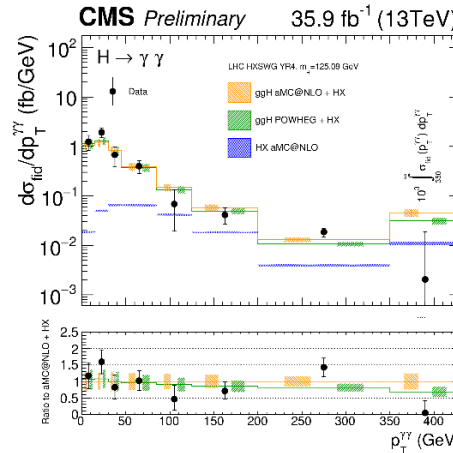 CMS Preliminary 35.9 fb⁻¹ (13TeV)
H → γ γ
Data
LHC HXSWG YR4, m_H=125.09 GeV
ggH aMC@NLO + HX
ggH POWHEG + HX
HX aMC@NLO
dσ_fid/dp_T^γγ (fb/GeV)
10²
10
1
10⁻¹
10⁻²
10⁻³
Ratio to aMC@NLO + HX
2.5
2
1.5
1
0.5
0
0 50 100 150 200 250 300 350 400
p_T^γγ (GeV)